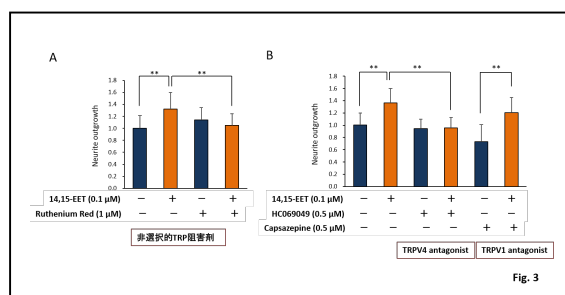 A
** **
Neurite outgrowth
1.8
1.6
1.4
1.2
1.0
0.8
0.6
0.4
0.2
0.0
14,15-EET (0.1 μM) − + − +
Ruthenium Red (1 μM) − − + +
非選択的TRP阻害剤
B
** ** **
Neurite outgrowth
1.8
1.6
1.4
1.2
1.0
0.8
0.6
0.4
0.2
0.0
14,15-EET (0.1 μM) − + − + − +
HC069049 (0.5 μM) − − + + − −
Capsazepine (0.5 μM) − − − − + +
TRPV4 antagonist TRPV1 antagonist
Fig. 3